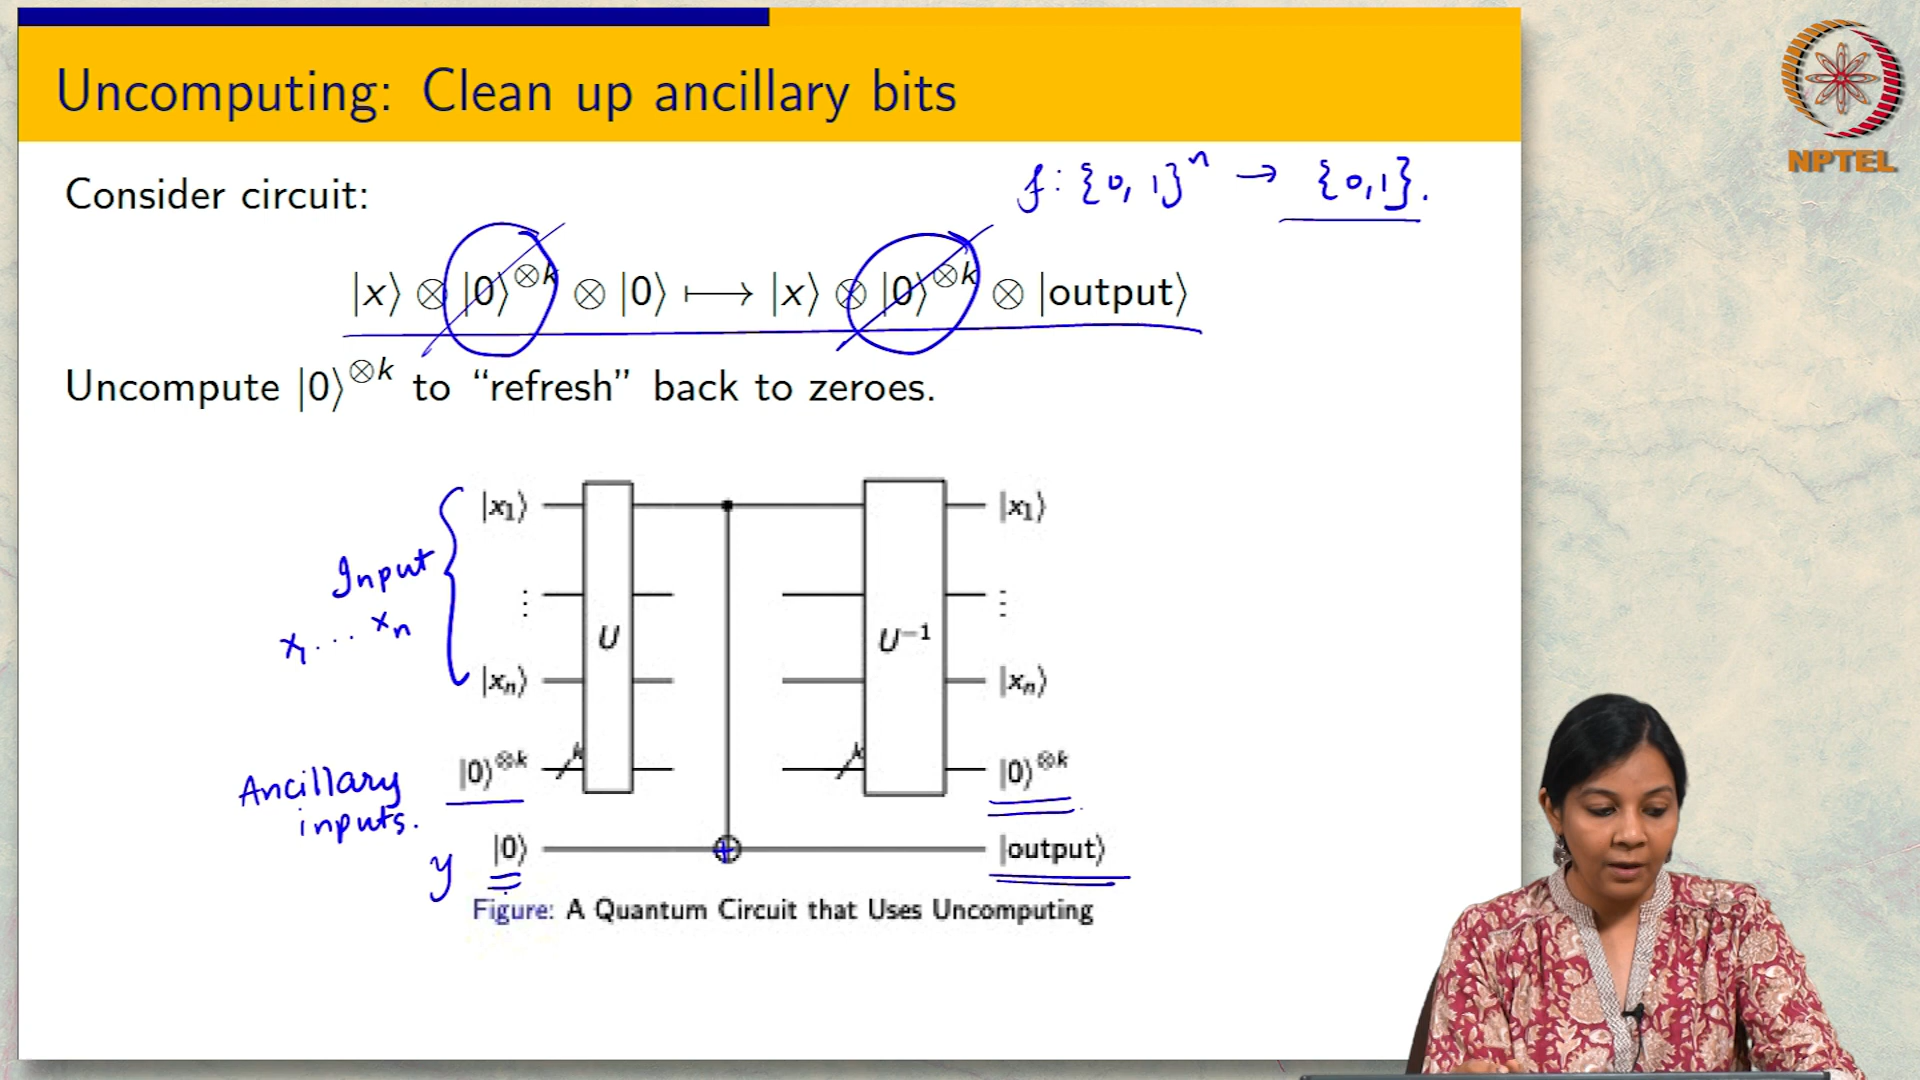 Uncomputing: Clean up ancillary bits
NPTEL
Consider circuit:
f: {0, 1}ⁿ → {0,1}.
|x⟩ ⊗ |0⟩^⊗k ⊗ |0⟩ ⟼ |x⟩ ⊗ |0⟩^⊗k ⊗ |output⟩
Uncompute |0⟩^⊗k to “refresh” back to zeroes.
|x₁⟩ |x₁⟩
Input
⋮ ⋮
x₁ ... xₙ
U U⁻¹
|xₙ⟩ |xₙ⟩
|0⟩^⊗k k k |0⟩^⊗k
Ancillary
inputs.
y |0⟩ |output⟩
Figure: A Quantum Circuit that Uses Uncomputing